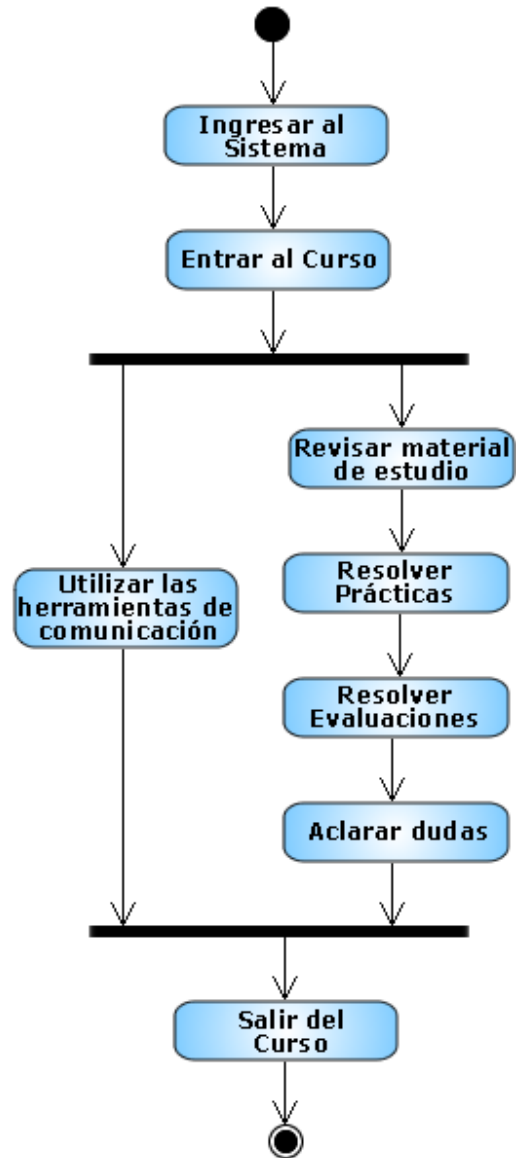 Ingresar al
Sistema
Entrar al Curso
Revisar material
de estudio
Utilizar las
herramientas de
comunicación
Resolver
Prácticas
Resolver
Evaluaciones
Aclarar dudas
Salir del
Curso